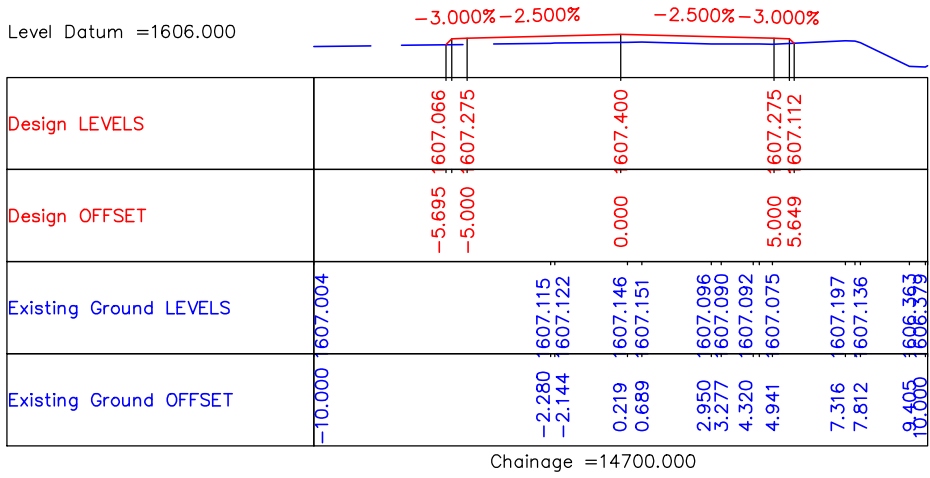 −3.000% −2.500% −2.500% −3.000%
Level Datum =1606.000
Design LEVELS 1607.066 1607.275 1607.400 1607.275 1607.112
Design OFFSET −5.695 −5.000 0.000 5.000 5.649
Existing Ground LEVELS 1607.004 1607.115 1607.122 1607.146 1607.151 1607.096 1607.090 1607.092 1607.075 1607.197 1607.136 1606.363 1606.379
Existing Ground OFFSET −10.000 −2.280 −2.144 0.219 0.689 2.950 3.277 4.320 4.941 7.316 7.812 9.405 10.000
Chainage =14700.000